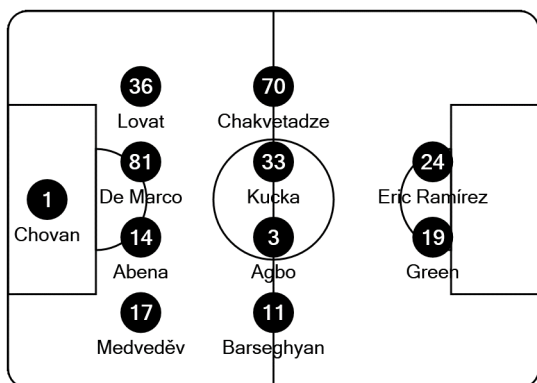 36
Lovat
70
Chakvetadze
81
De Marco
33
Kucka
24
Eric Ramírez
1
Chovan
14
Abena
3
Agbo
19
Green
17
Medveděv
11
Barseghyan